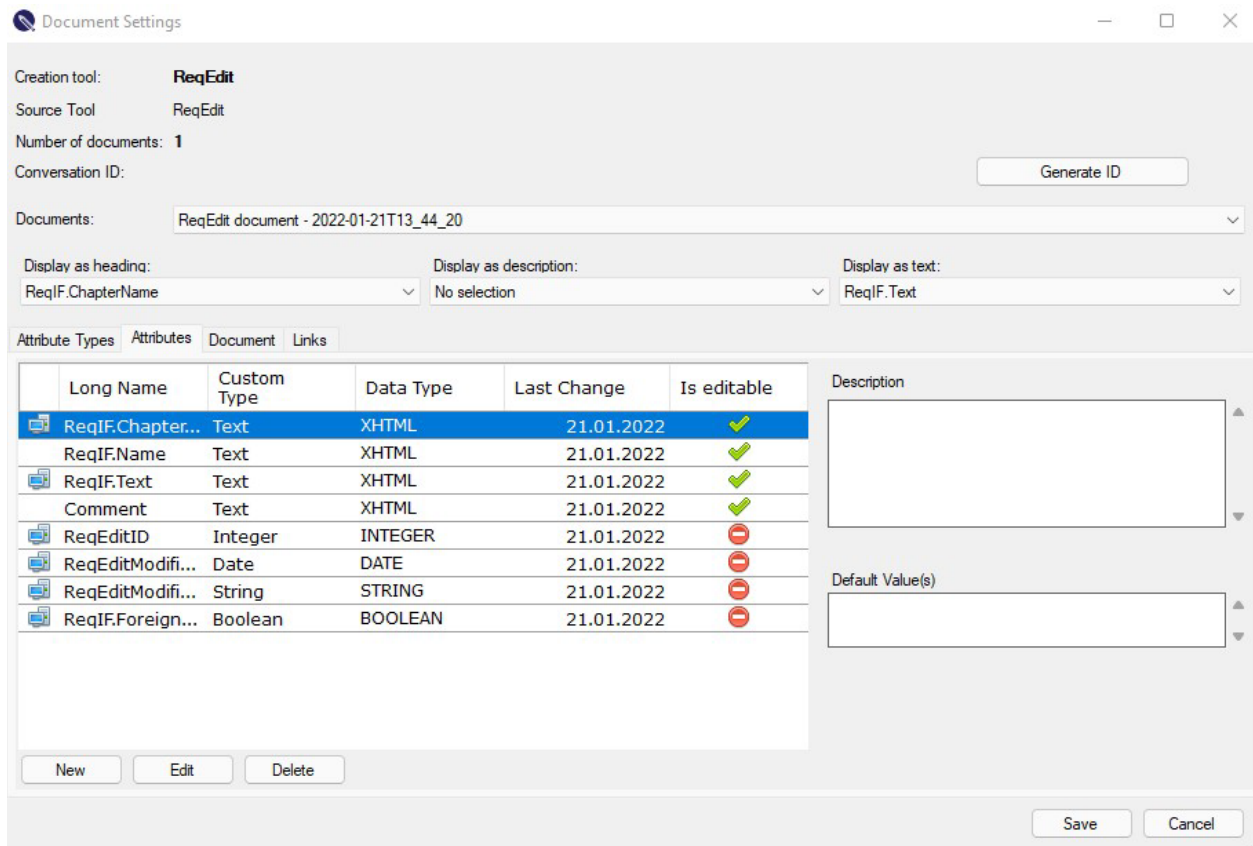 Document Settings
Creation tool: ReqEdit
Source Tool ReqEdit
Number of documents: 1
Conversation ID:
Generate ID
Documents: ReqEdit document - 2022-01-21T13_44_20
Display as heading: Display as description: Display as text:
ReqIF.ChapterName No selection ReqIF.Text
Attribute Types Attributes Document Links
Long Name Custom Type Data Type Last Change Is editable
ReqIF.Chapter... Text XHTML 21.01.2022
ReqIF.Name Text XHTML 21.01.2022
ReqIF.Text Text XHTML 21.01.2022
Comment Text XHTML 21.01.2022
ReqEditID Integer INTEGER 21.01.2022
ReqEditModifi... Date DATE 21.01.2022
ReqEditModifi... String STRING 21.01.2022
ReqIF.Foreign... Boolean BOOLEAN 21.01.2022
Description
Default Value(s)
New Edit Delete
Save Cancel